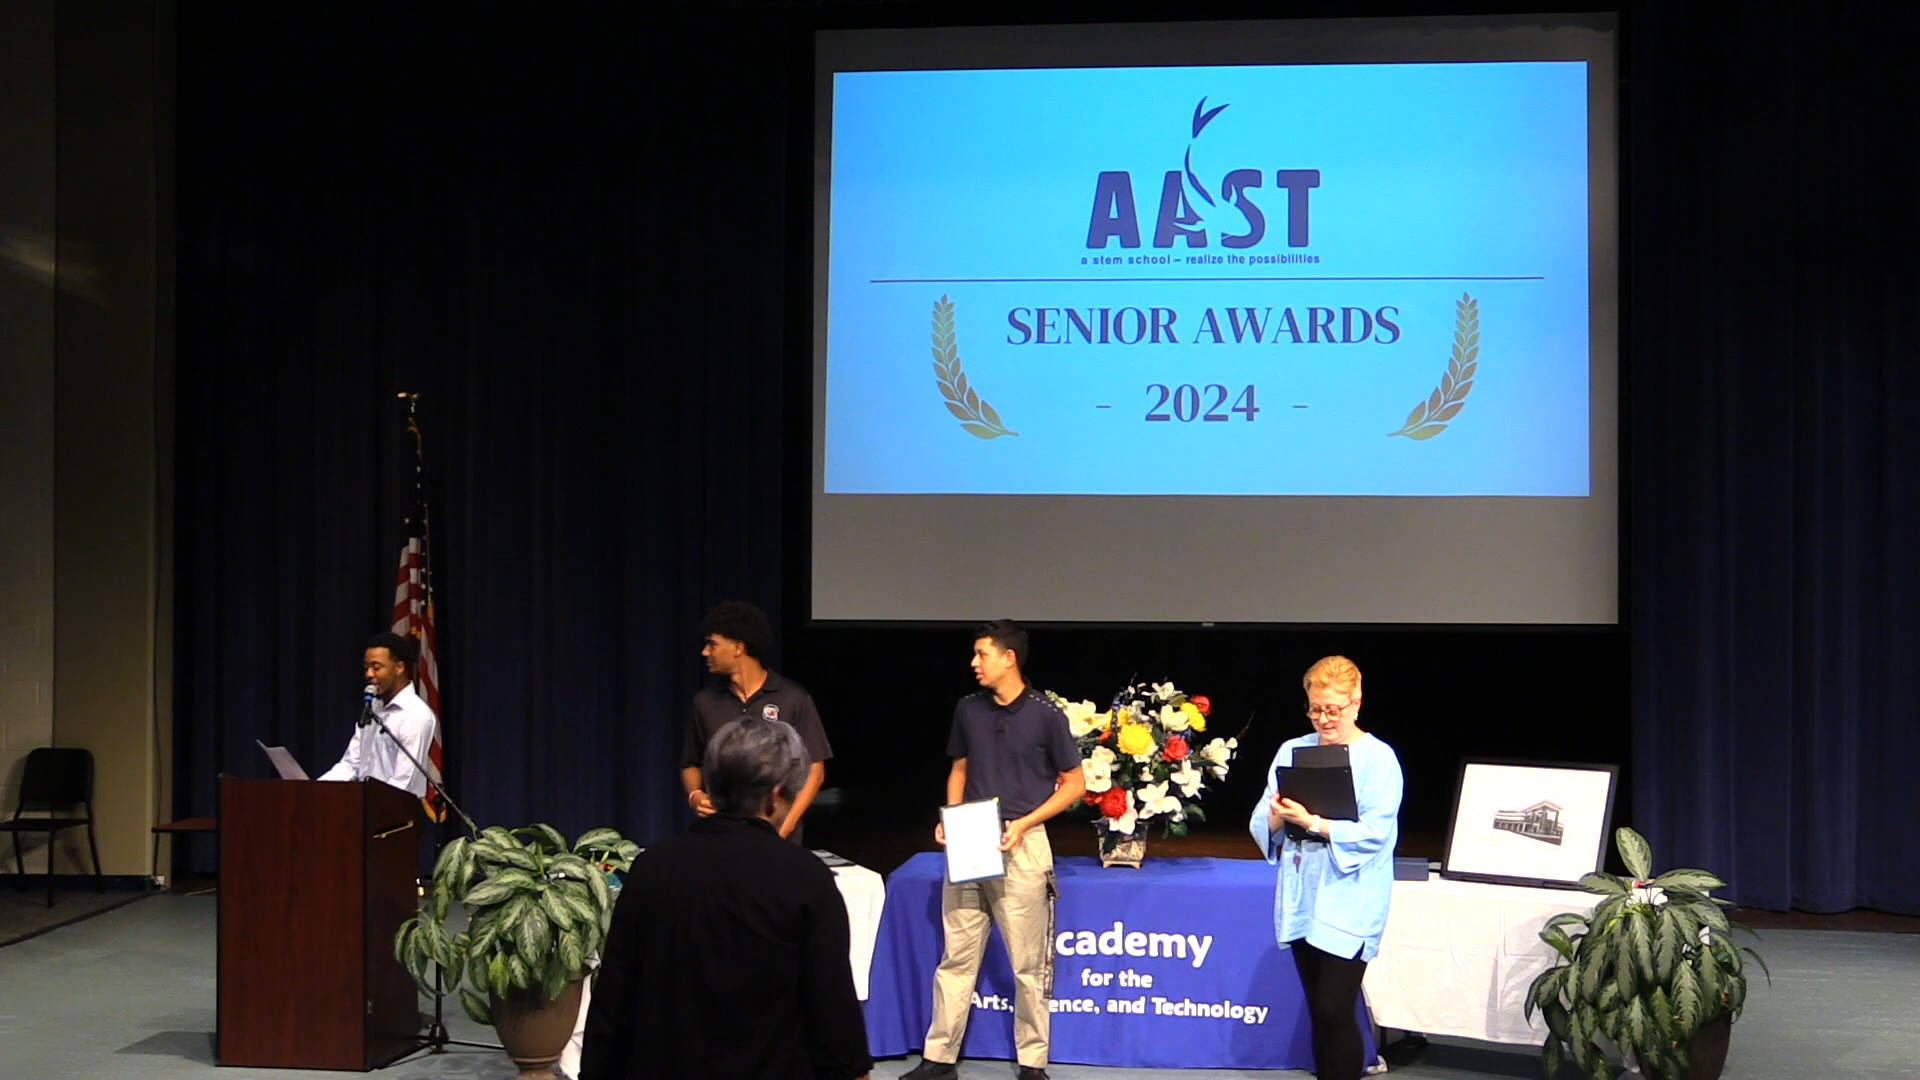 AAST
a stem school ~ realize the possibilities
SENIOR AWARDS
- 2024 -
cademy
for the
Arts, ence, and Technology